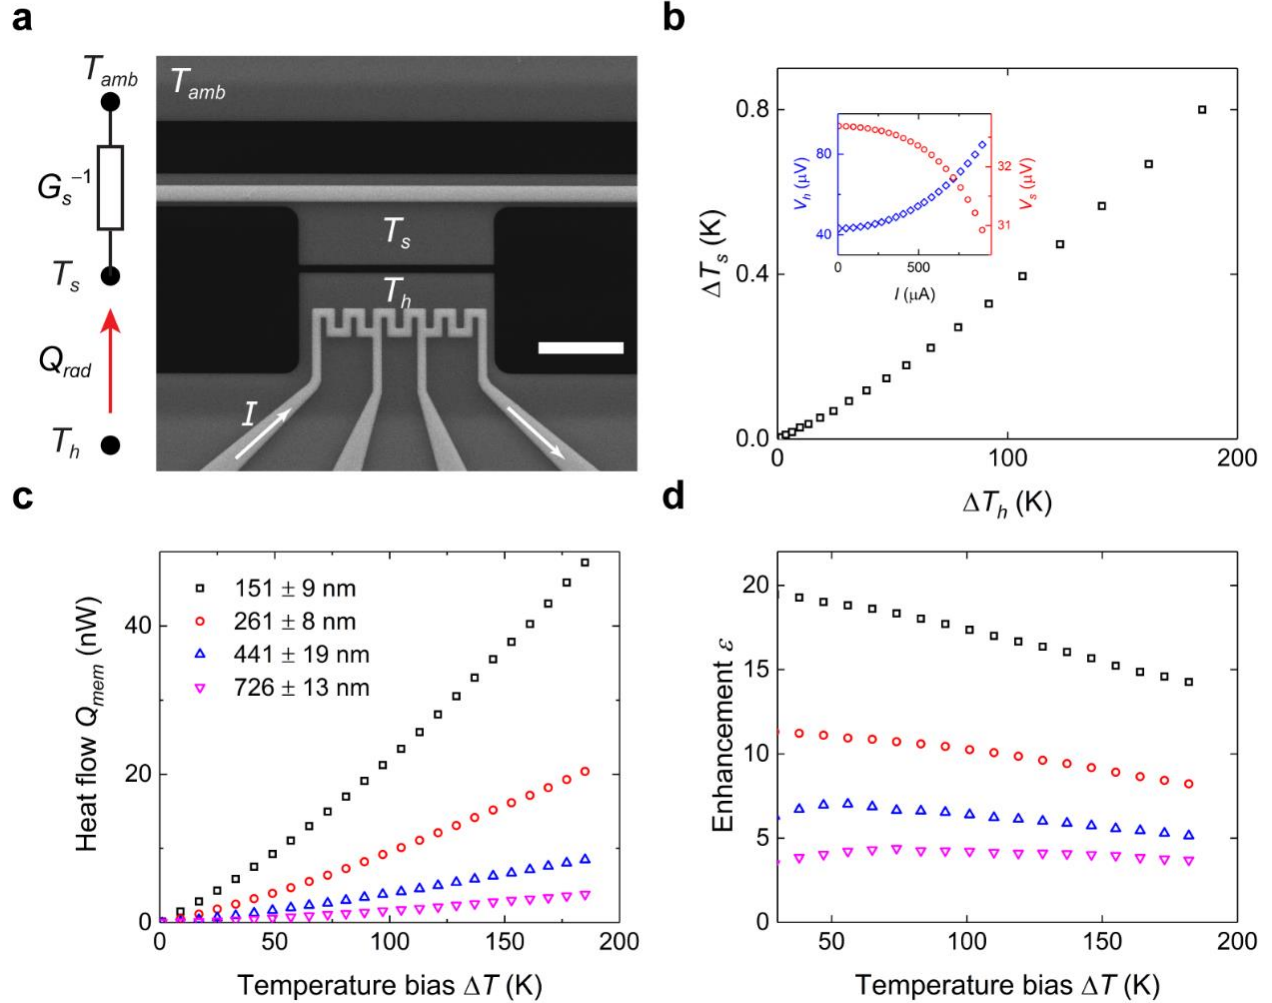 a
T_amb
G_s⁻¹
T_s
Q_rad
T_h
T_amb
T_s
T_h
I
b
0.8
0.4
0.0
0
100
200
ΔT_s (K)
ΔT_h (K)
80
40
V_h (μV)
32
31
V_s (μV)
0
500
I (μA)
c
151 ± 9 nm
261 ± 8 nm
441 ± 19 nm
726 ± 13 nm
40
20
0
Heat flow Q_mem (nW)
0
50
100
150
200
Temperature bias ΔT (K)
d
20
15
10
5
0
Enhancement ε
50
100
150
200
Temperature bias ΔT (K)